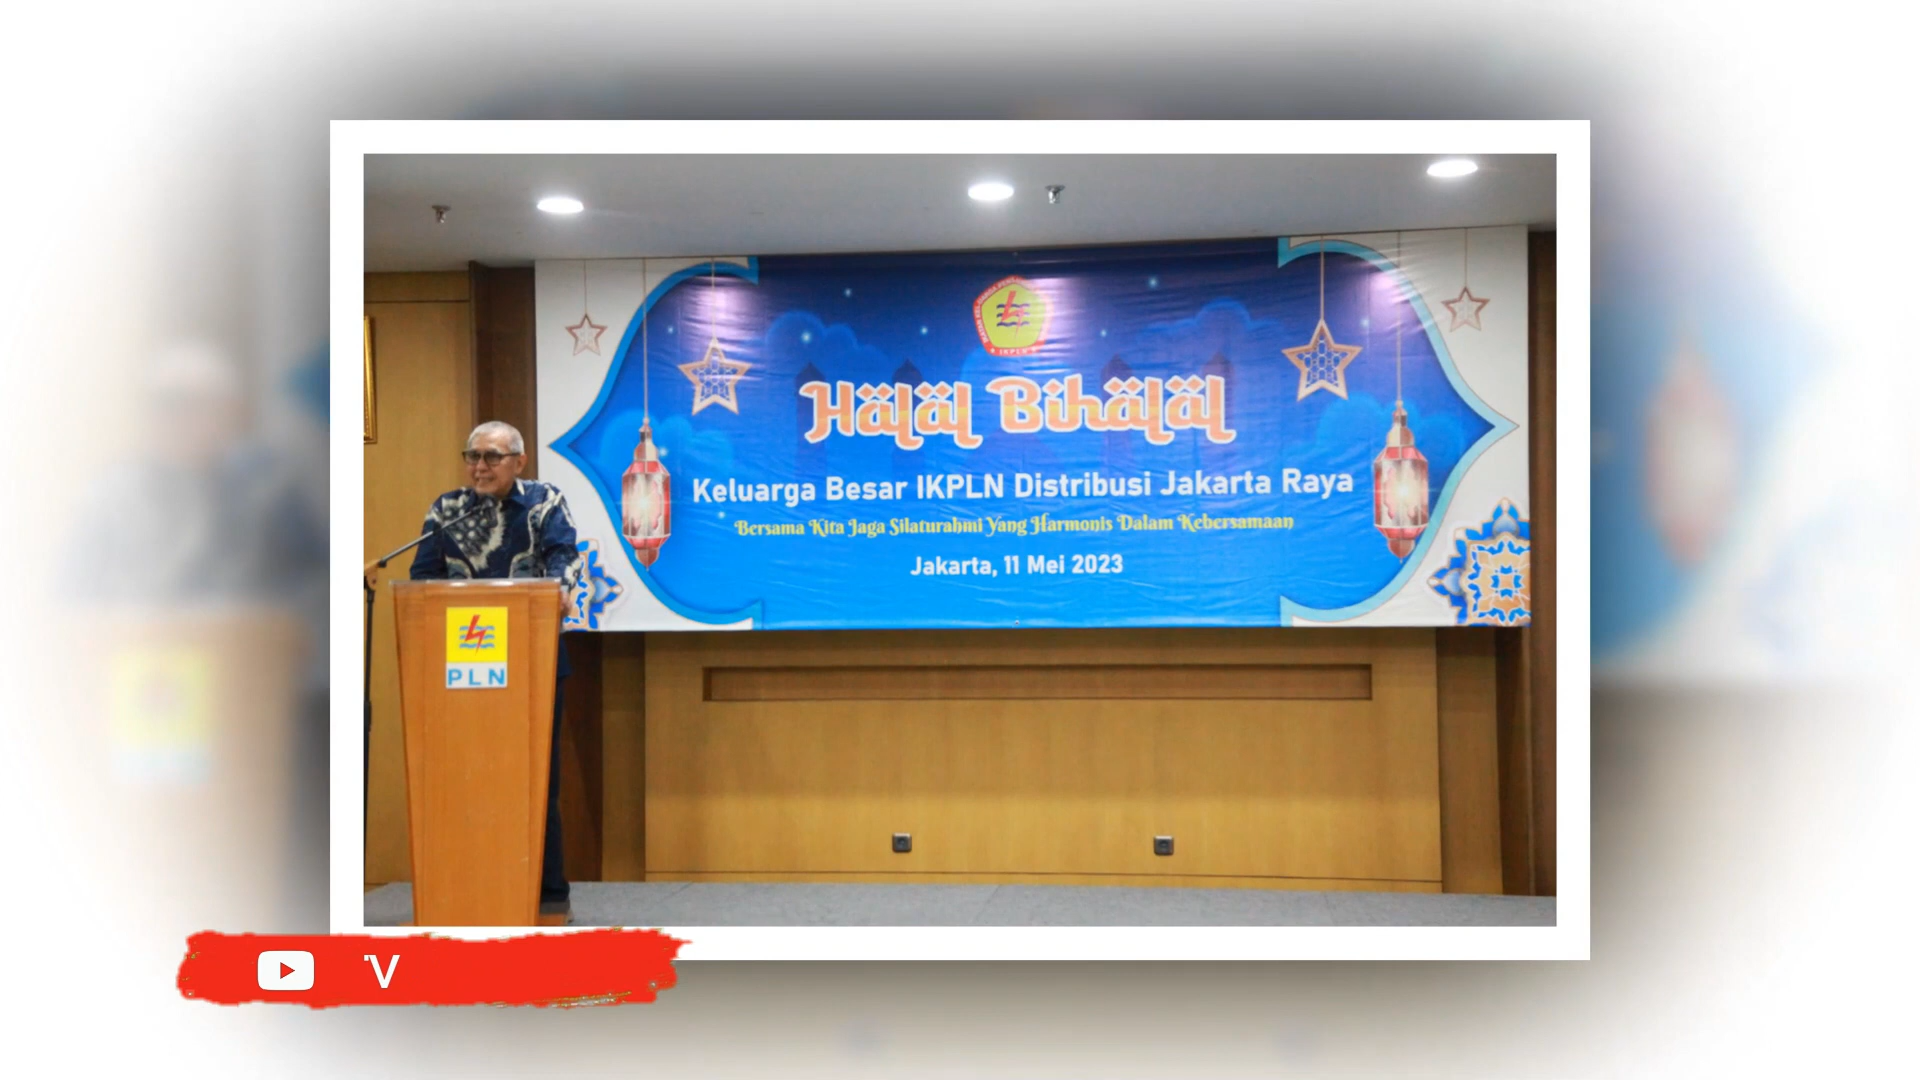 Halal Bihalal
Keluarga Besar IKPLN Distribusi Jakarta Raya
Bersama Kita Jaga Silaturahmi Yang Harmonis Dalam Kebersamaan
Jakarta, 11 Mei 2023
IKPLN
PLN
V